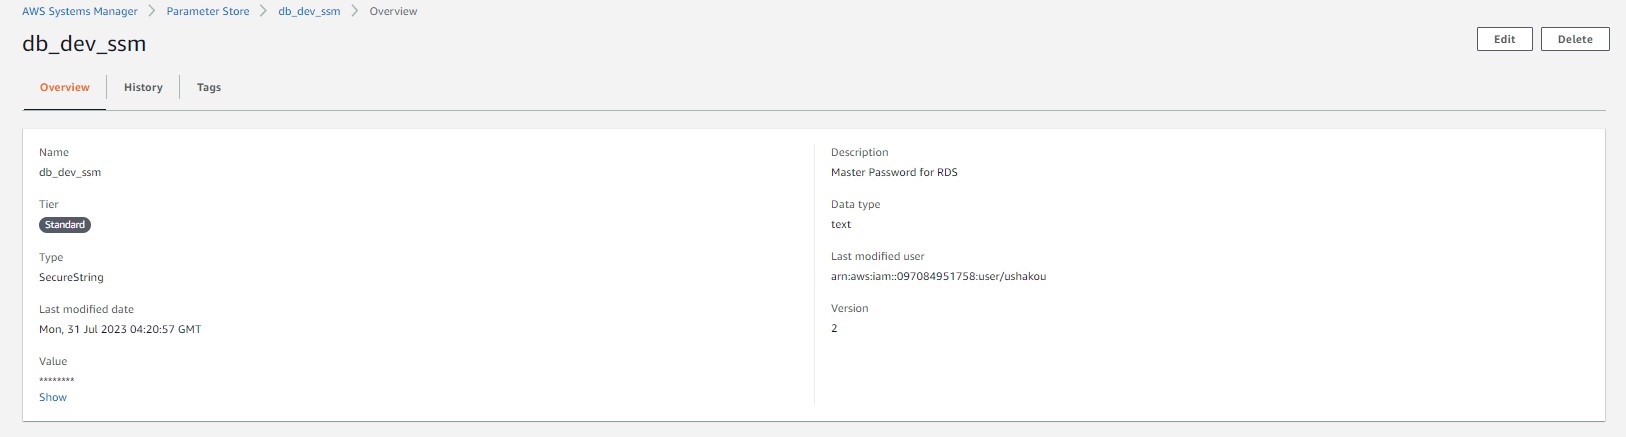 AWS Systems Manager > Parameter Store > db_dev_ssm > Overview
db_dev_ssm
Edit
Delete
Overview
History
Tags
Name
db_dev_ssm
Tier
Standard
Type
SecureString
Last modified date
Mon, 31 Jul 2023 04:20:57 GMT
Value
********
Show
Description
Master Password for RDS
Data type
text
Last modified user
arn:aws:iam::097084951758:user/ushakou
Version
2